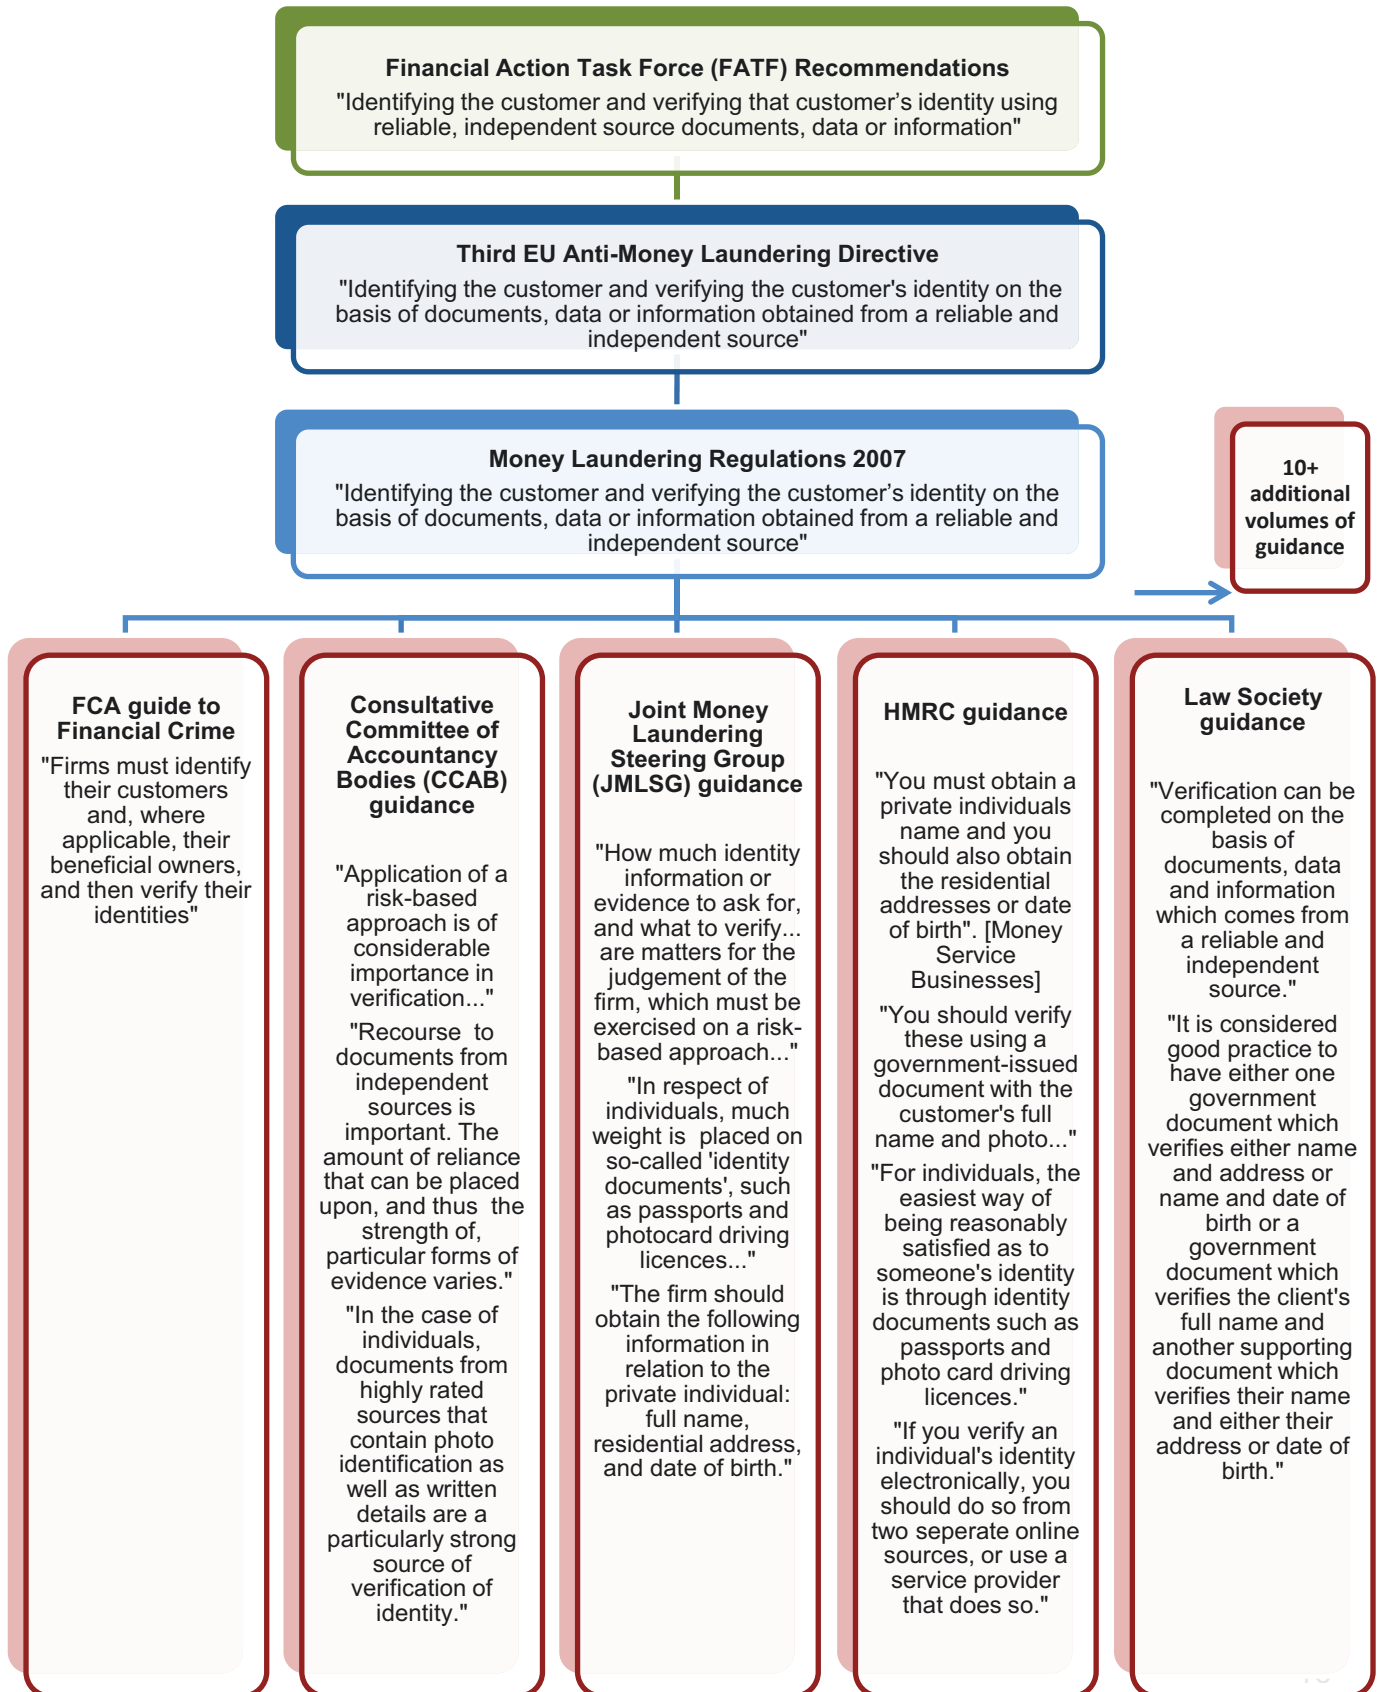 Financial Action Task Force (FATF) Recommendations
"Identifying the customer and verifying that customer’s identity using
reliable, independent source documents, data or information"
Third EU Anti-Money Laundering Directive
"Identifying the customer and verifying the customer's identity on the
basis of documents, data or information obtained from a reliable and
independent source"
Money Laundering Regulations 2007
"Identifying the customer and verifying the customer’s identity on the
basis of documents, data or information obtained from a reliable and
independent source"
10+
additional
volumes of
guidance
FCA guide to
Financial Crime
"Firms must identify
their customers
and, where
applicable, their
beneficial owners,
and then verify their
identities"
Consultative
Committee of
Accountancy
Bodies (CCAB)
guidance
"Application of a
risk-based
approach is of
considerable
importance in
verification..."
"Recourse to
documents from
independent
sources is
important. The
amount of reliance
that can be placed
upon, and thus the
strength of,
particular forms of
evidence varies."
"In the case of
individuals,
documents from
highly rated
sources that
contain photo
identification as
well as written
details are a
particularly strong
source of
verification of
identity."
Joint Money
Laundering
Steering Group
(JMLSG) guidance
"How much identity
information or
evidence to ask for,
and what to verify...
are matters for the
judgement of the
firm, which must be
exercised on a risk-
based approach..."
"In respect of
individuals, much
weight is placed on
so-called 'identity
documents', such
as passports and
photocard driving
licences..."
"The firm should
obtain the following
information in
relation to the
private individual:
full name,
residential address,
and date of birth."
HMRC guidance
"You must obtain a
private individuals
name and you
should also obtain
the residential
addresses or date
of birth". [Money
Service
Businesses]
"You should verify
these using a
government-issued
document with the
customer's full
name and photo..."
"For individuals, the
easiest way of
being reasonably
satisfied as to
someone's identity
is through identity
documents such as
passports and
photo card driving
licences."
"If you verify an
individual's identity
electronically, you
should do so from
two seperate online
sources, or use a
service provider
that does so."
Law Society
guidance
"Verification can be
completed on the
basis of
documents, data
and information
which comes from
a reliable and
independent
source."
"It is considered
good practice to
have either one
government
document which
verifies either name
and address or
name and date of
birth or a
government
document which
verifies the client's
full name and
another supporting
document which
verifies their name
and either their
address or date of
birth."